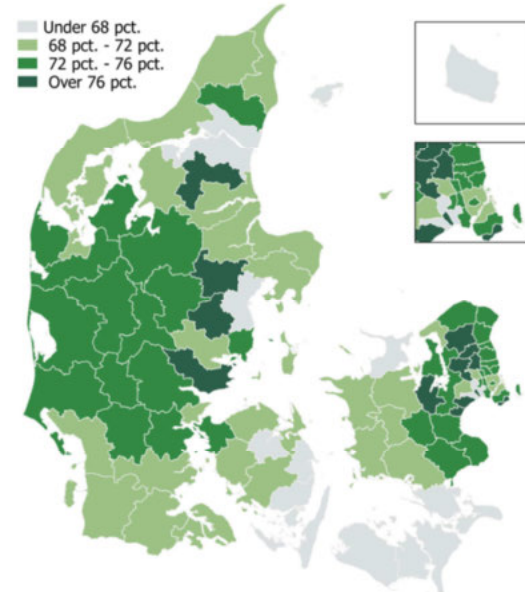 Under 68 pct.
68 pct. - 72 pct.
72 pct. - 76 pct.
Over 76 pct.